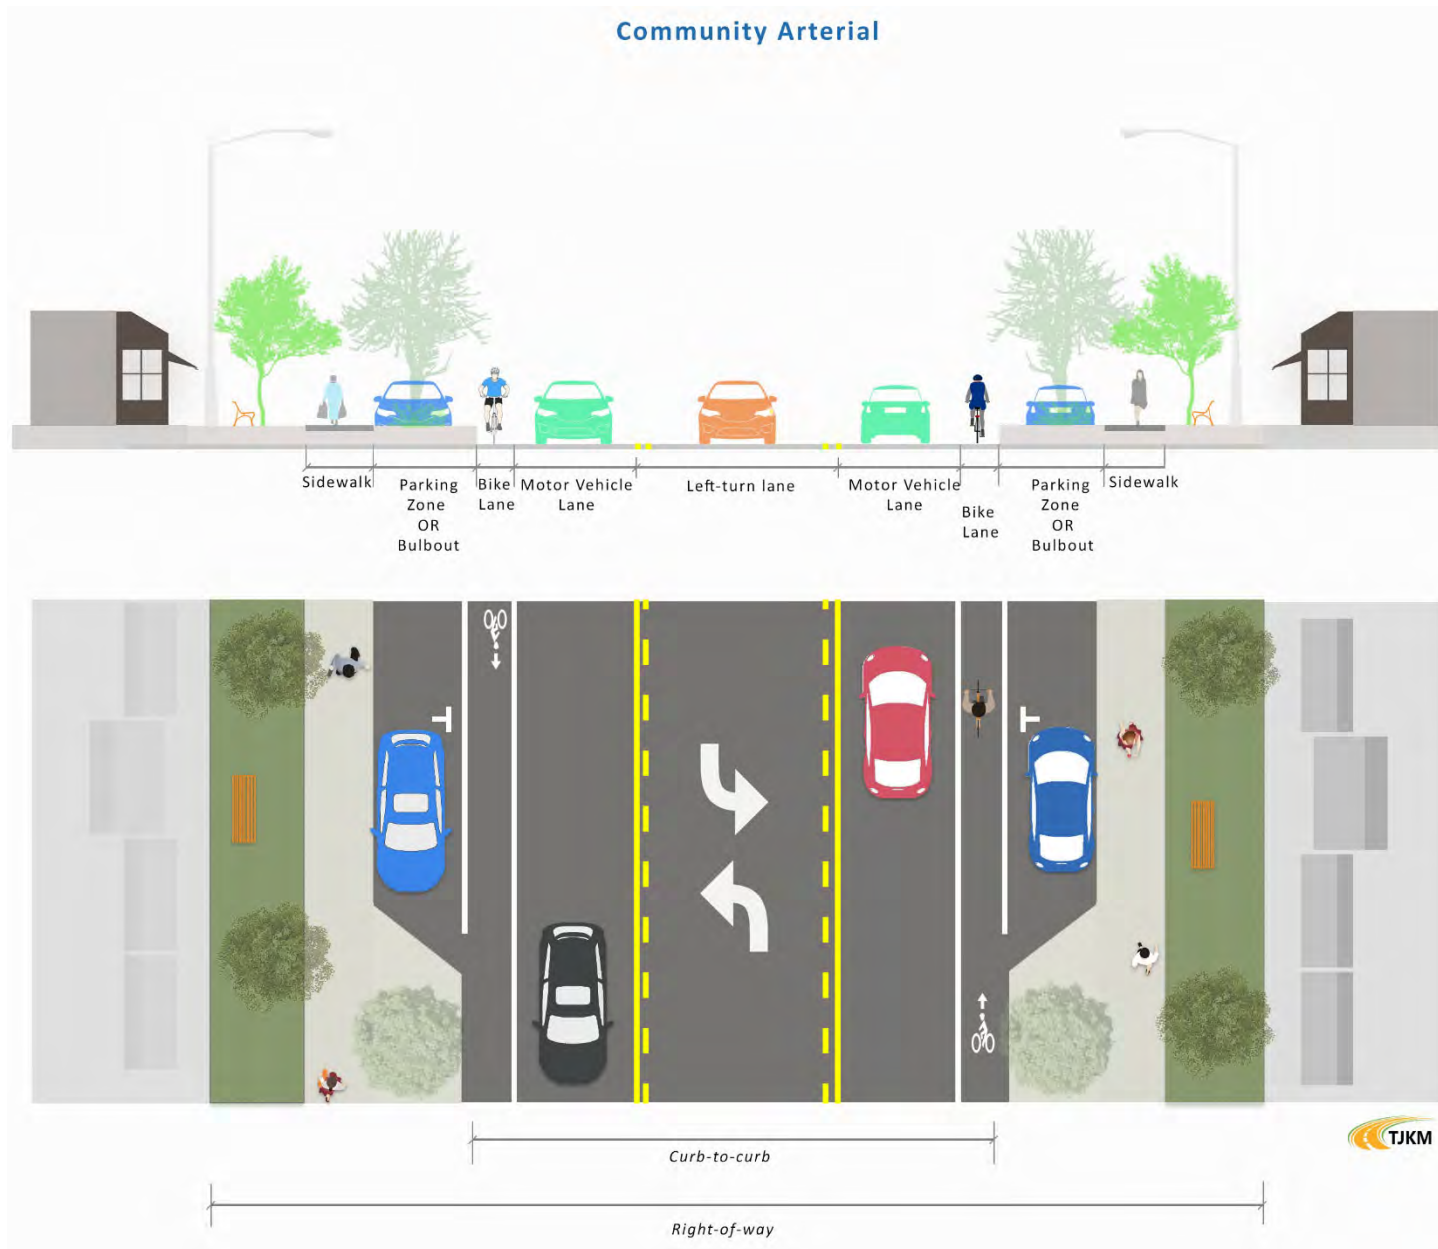 Community Arterial
Sidewalk
Parking
Zone
OR
Bulbout
Bike
Lane
Motor Vehicle
Lane
Left-turn lane
Motor Vehicle
Lane
Bike
Lane
Parking
Zone
OR
Bulbout
Sidewalk
TJKM
Curb-to-curb
Right-of-way